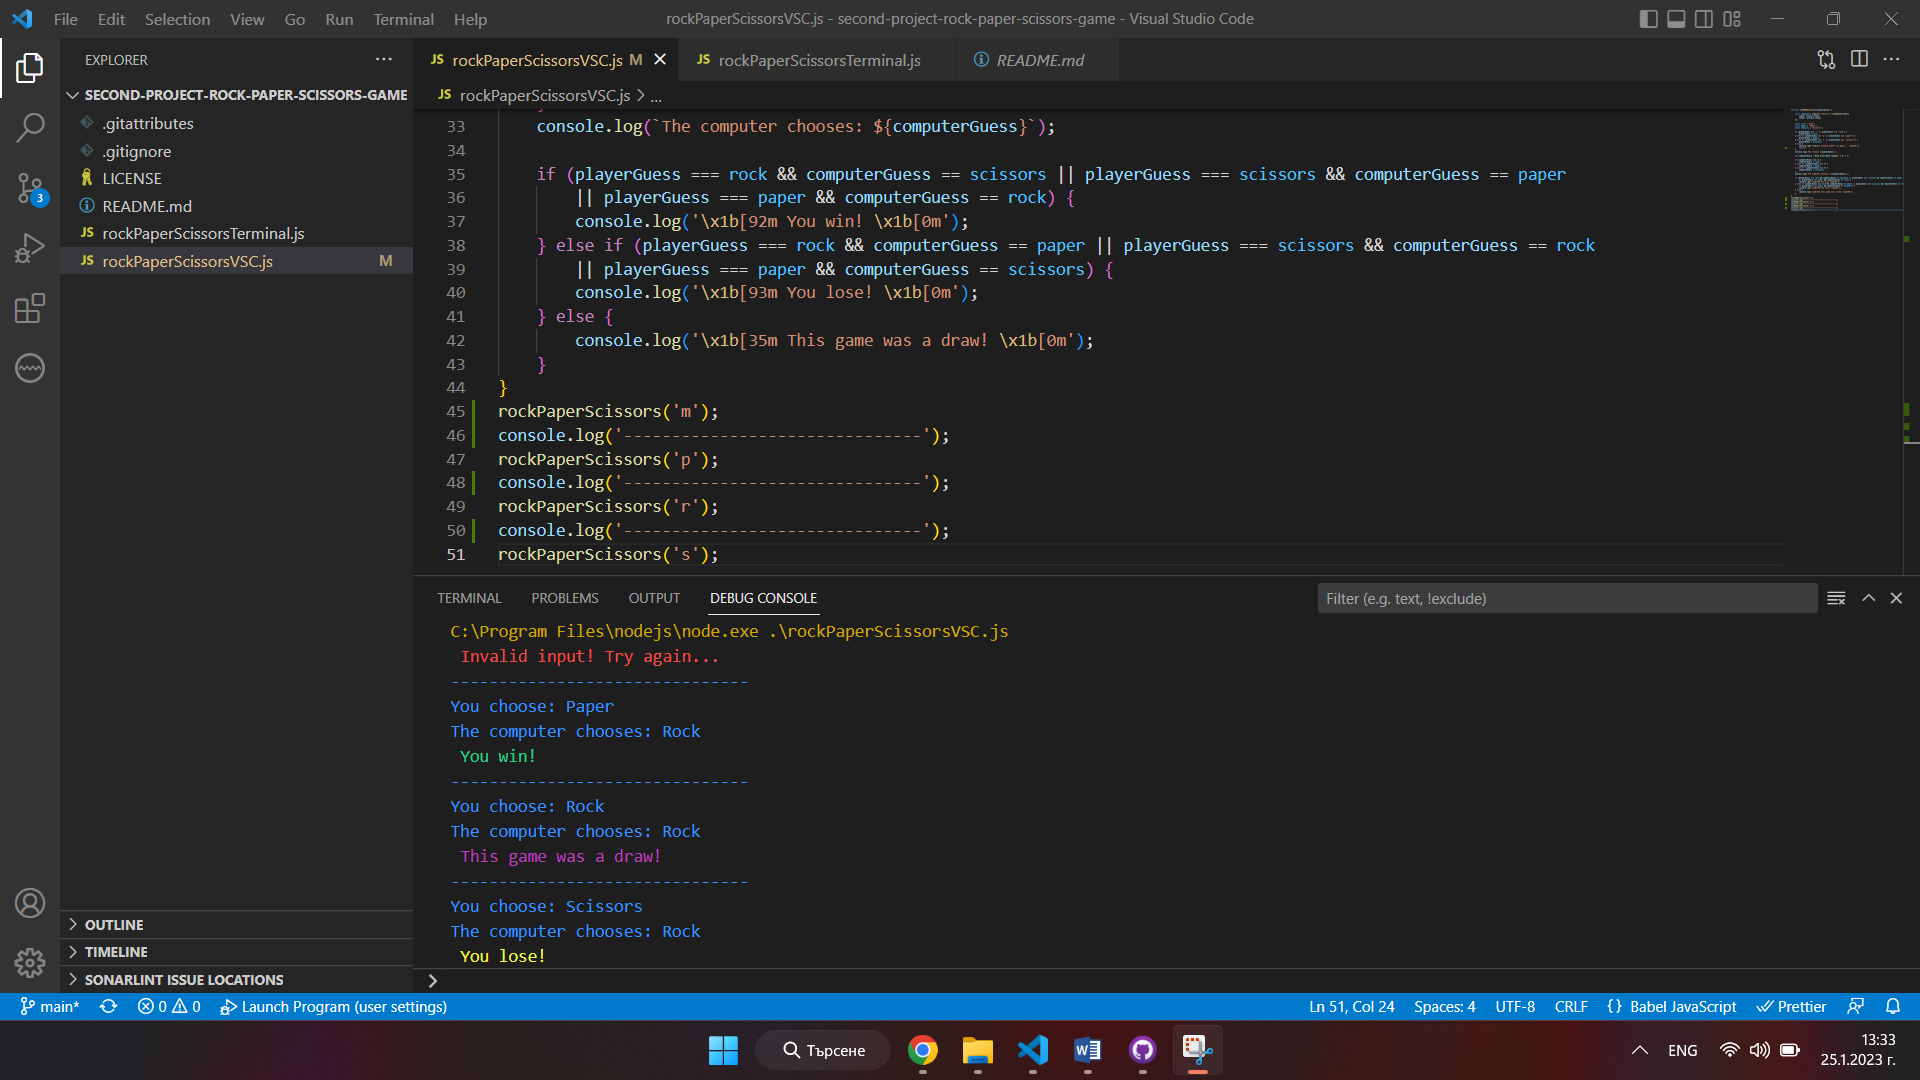 File Edit Selection View Go Run Terminal Help
rockPaperScissorsVSC.js - second-project-rock-paper-scissors-game - Visual Studio Code
EXPLORER
SECOND-PROJECT-ROCK-PAPER-SCISSORS-GAME
.gitattributes
.gitignore
LICENSE
README.md
JS rockPaperScissorsTerminal.js
JS rockPaperScissorsVSC.js M
3
OUTLINE
TIMELINE
SONARLINT ISSUE LOCATIONS
JS rockPaperScissorsVSC.js M
JS rockPaperScissorsTerminal.js
README.md
JS rockPaperScissorsVSC.js > ...
33 console.log(`The computer chooses: ${computerGuess}`);
34
35 if (playerGuess === rock && computerGuess == scissors || playerGuess === scissors && computerGuess == paper
36 || playerGuess === paper && computerGuess == rock) {
37 console.log('\x1b[92m You win! \x1b[0m');
38 } else if (playerGuess === rock && computerGuess == paper || playerGuess === scissors && computerGuess == rock
39 || playerGuess === paper && computerGuess == scissors) {
40 console.log('\x1b[93m You lose! \x1b[0m');
41 } else {
42 console.log('\x1b[35m This game was a draw! \x1b[0m');
43 }
44 }
45 rockPaperScissors('m');
46 console.log('-------------------------------');
47 rockPaperScissors('p');
48 console.log('-------------------------------');
49 rockPaperScissors('r');
50 console.log('-------------------------------');
51 rockPaperScissors('s');
TERMINAL PROBLEMS OUTPUT DEBUG CONSOLE
Filter (e.g. text, !exclude)
C:\Program Files\nodejs\node.exe .\rockPaperScissorsVSC.js
Invalid input! Try again...
-------------------------------
You choose: Paper
The computer chooses: Rock
You win!
-------------------------------
You choose: Rock
The computer chooses: Rock
This game was a draw!
-------------------------------
You choose: Scissors
The computer chooses: Rock
You lose!
>
main* 0 0 Launch Program (user settings)
Ln 51, Col 24 Spaces: 4 UTF-8 CRLF {} Babel JavaScript Prettier
Търсене
ENG
13:33
25.1.2023 г.